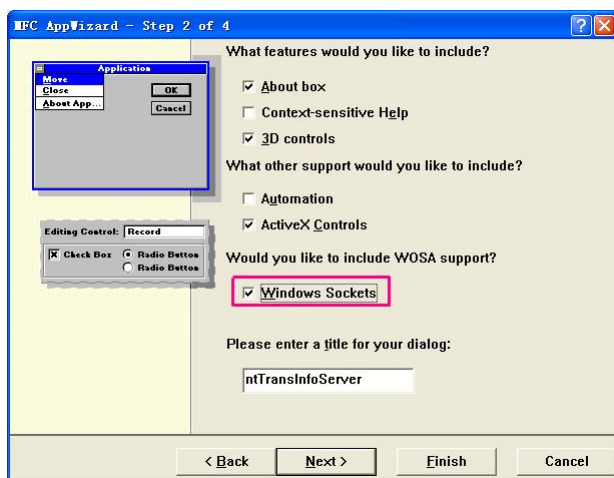 MFC AppWizard - Step 2 of 4
What features would you like to include?
Application
Move
Close
About App...
OK
Cancel
About box
Context-sensitive Help
3D controls
What other support would you like to include?
Automation
ActiveX Controls
Editing Control: Record
Check Box
Radio Button
Radio Button
Would you like to include WOSA support?
Windows Sockets
Please enter a title for your dialog:
ntTransInfoServer
< Back
Next >
Finish
Cancel